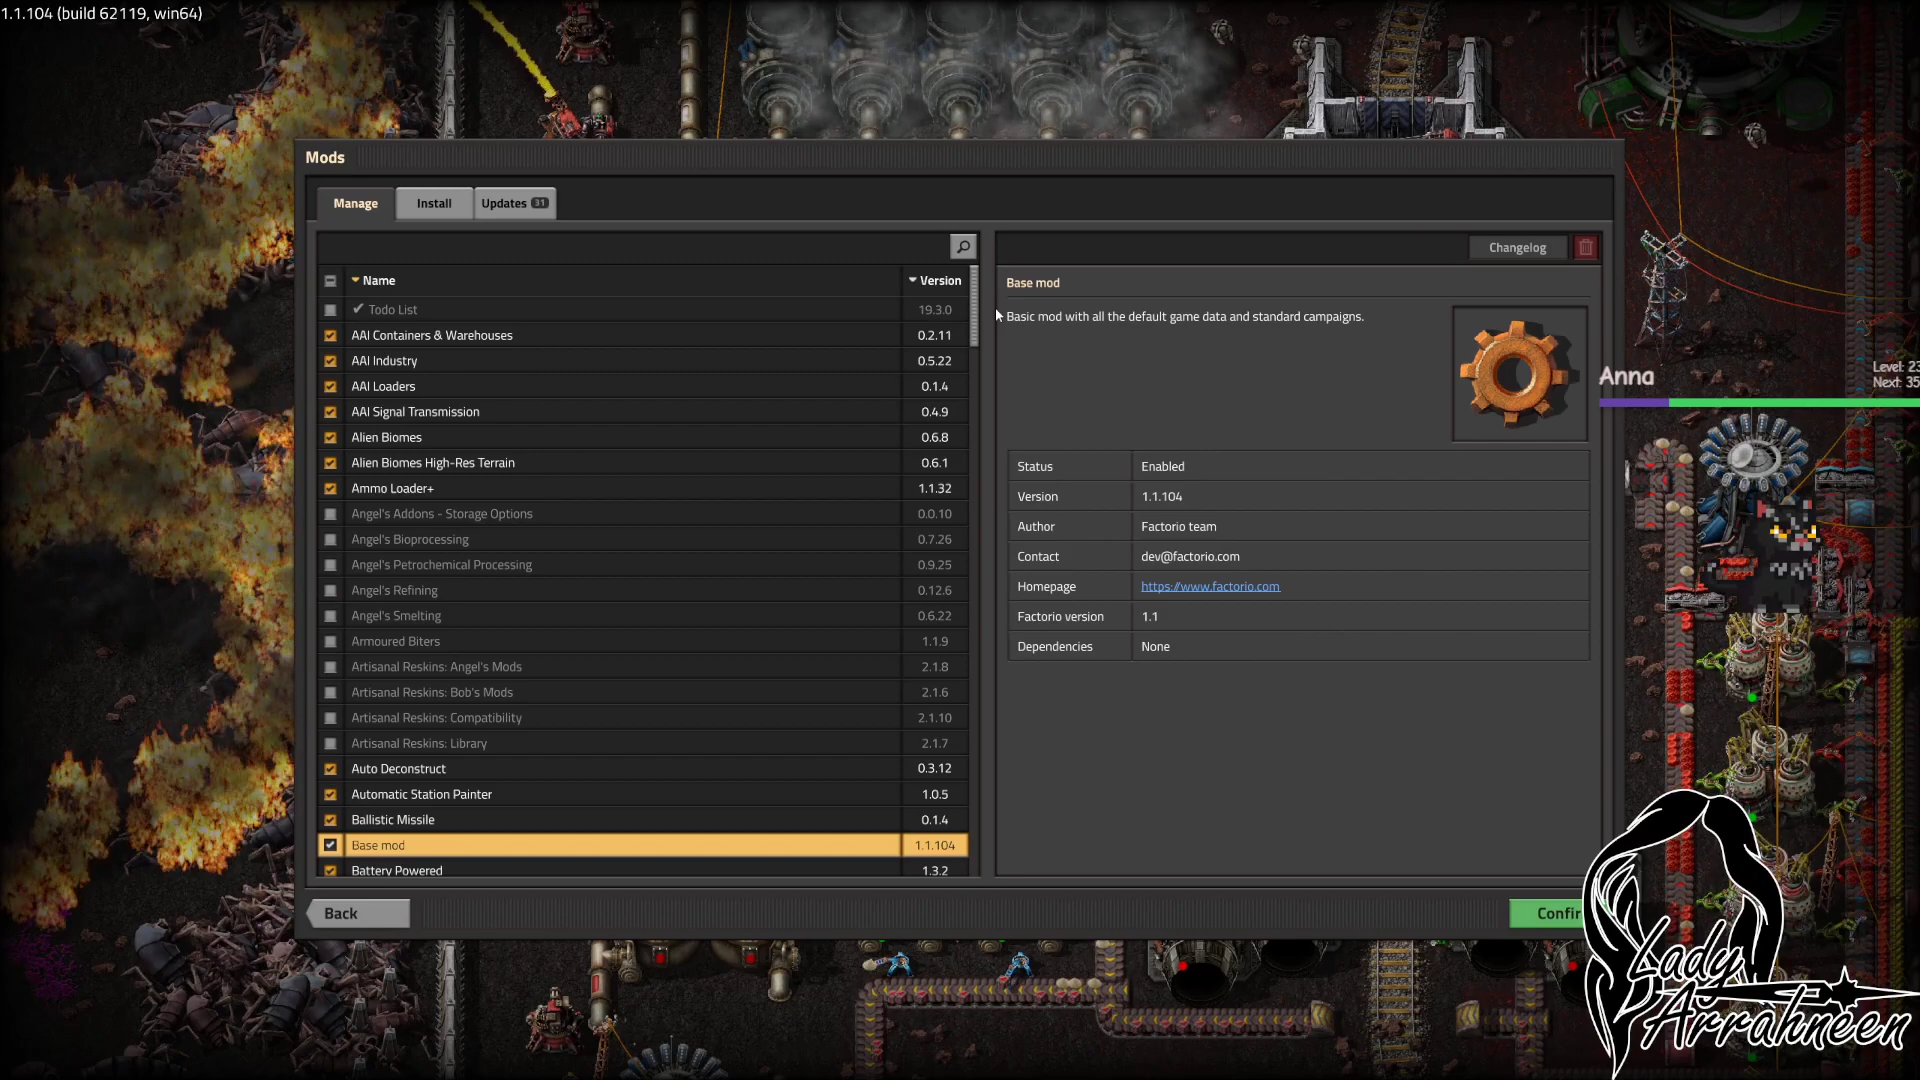 1.1.104 (build 62119, win64)
Mods
Manage Install Updates 31
Changelog
Name Version
Todo List 19.3.0
AAI Containers & Warehouses 0.2.11
AAI Industry 0.5.22
AAI Loaders 0.1.4
AAI Signal Transmission 0.4.9
Alien Biomes 0.6.8
Alien Biomes High-Res Terrain 0.6.1
Ammo Loader+ 1.1.32
Angel's Addons - Storage Options 0.0.10
Angel's Bioprocessing 0.7.26
Angel's Petrochemical Processing 0.9.25
Angel's Refining 0.12.6
Angel's Smelting 0.6.22
Armoured Biters 1.1.9
Artisanal Reskins: Angel's Mods 2.1.8
Artisanal Reskins: Bob's Mods 2.1.6
Artisanal Reskins: Compatibility 2.1.10
Artisanal Reskins: Library 2.1.7
Auto Deconstruct 0.3.12
Automatic Station Painter 1.0.5
Ballistic Missile 0.1.4
Base mod 1.1.104
Battery Powered 1.3.2
Base mod
Basic mod with all the default game data and standard campaigns.
Status Enabled
Version 1.1.104
Author Factorio team
Contact dev@factorio.com
Homepage https://www.factorio.com
Factorio version 1.1
Dependencies None
Back
Confir
Anna
Level: 23
Next: 35
Lady
Arrahneen